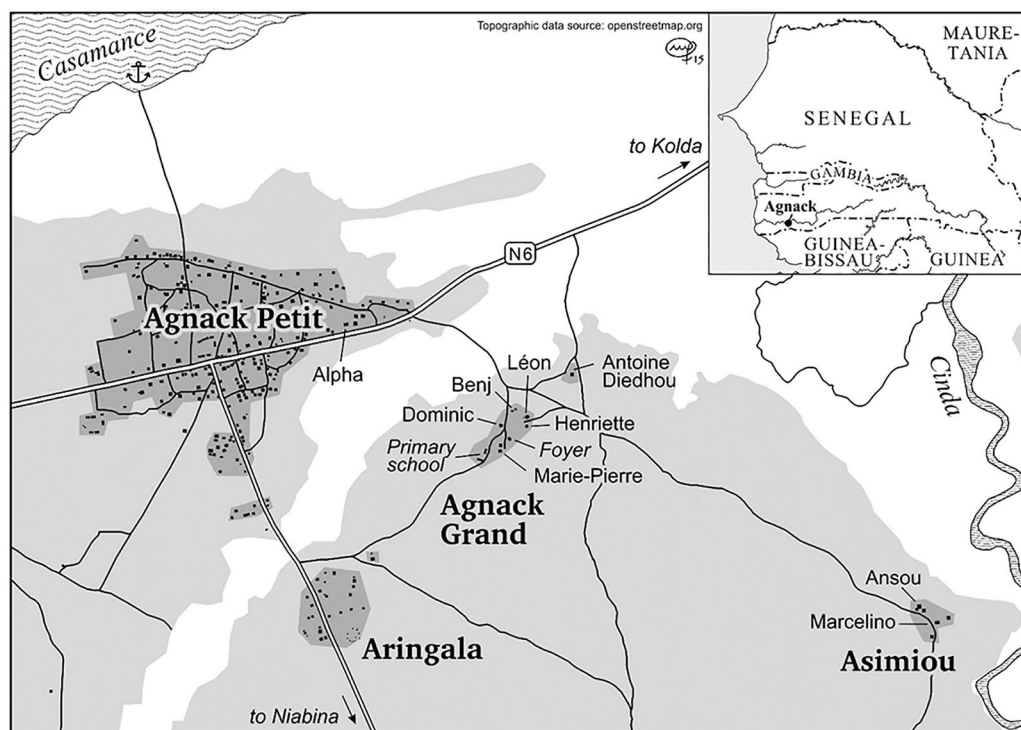 Topographic data source: openstreetmap.org
Casamance
15
to Kolda
N6
MAURE-
TANIA
SENEGAL
GAMBIA
Agnack
GUINEA-
BISSAU
GUINEA
Agnack Petit
Alpha
Léon
Benj
Antoine
Diedhou
Dominic
Henriette
Primary
school
Foyer
Marie-Pierre
Agnack
Grand
Cinda
Ansou
Marcelino
Asimiou
Aringala
to Niabina